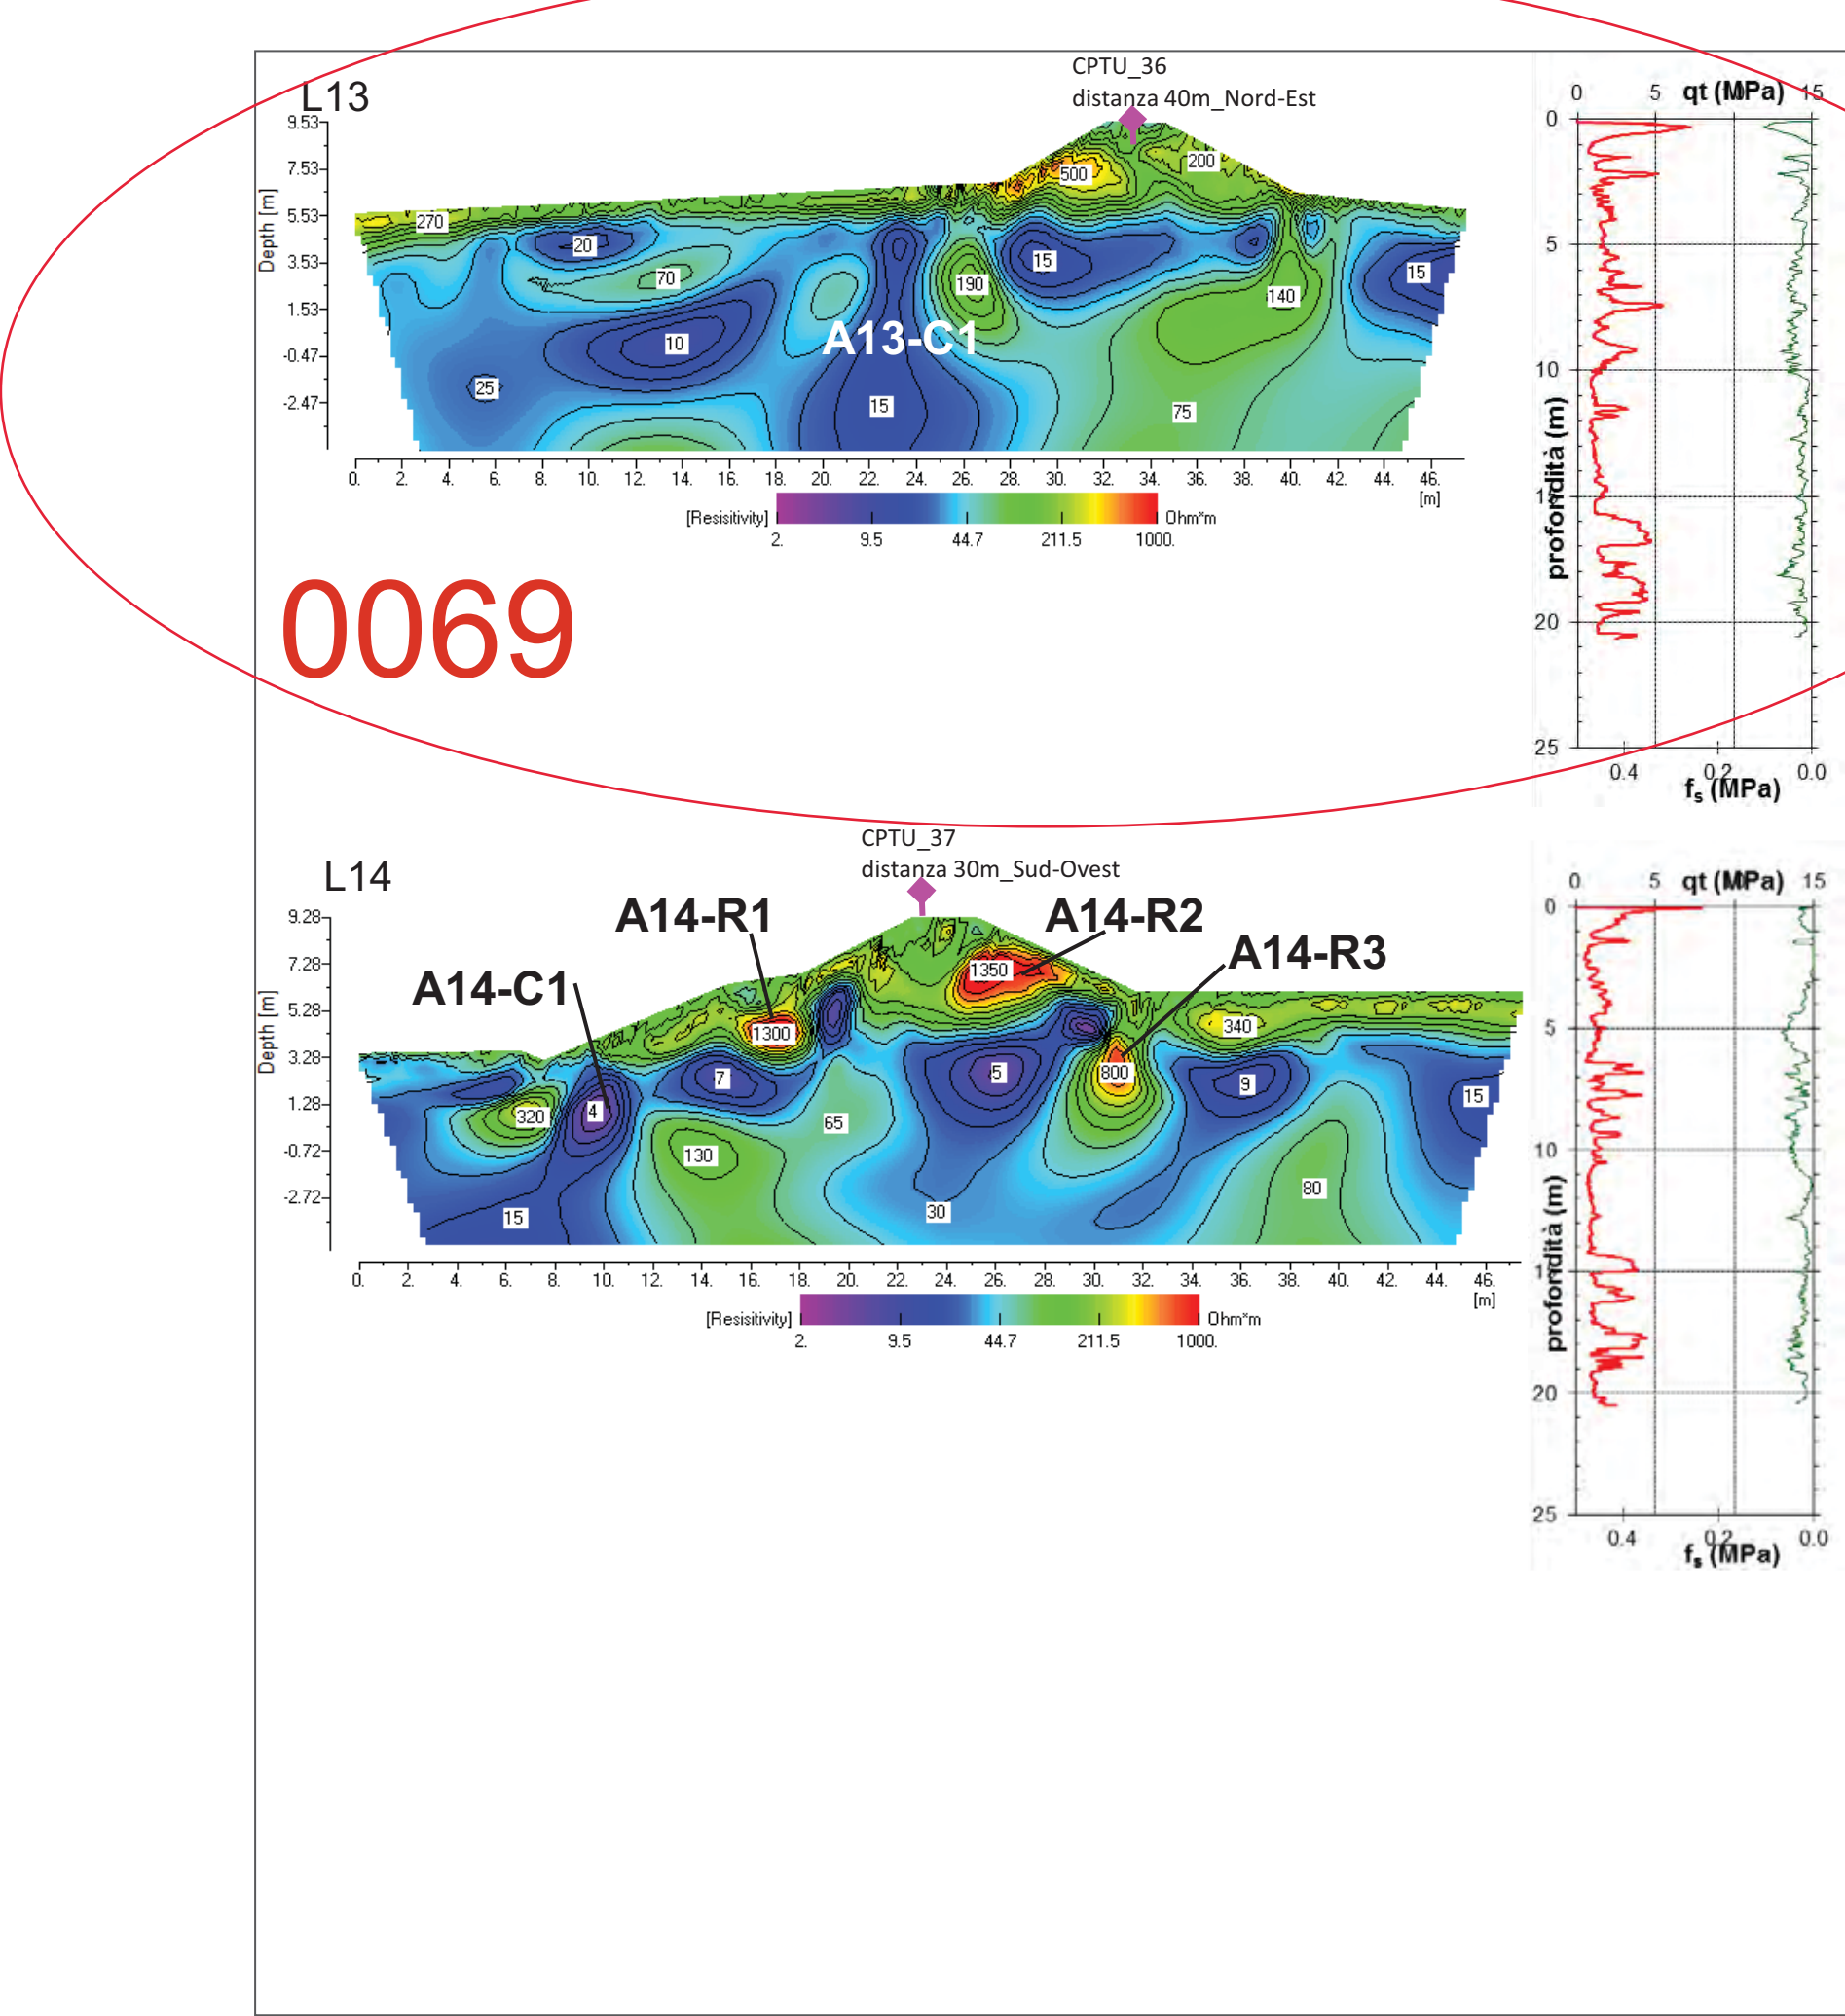 L13
CPTU_36
distanza 40m_Nord-Est
Depth [m]
9.53
7.53
5.53
3.53
1.53
-0.47
-2.47
270
20
70
10
25
15
190
15
500
200
140
75
15
A13-C1
0. 2. 4. 6. 8. 10. 12. 14. 16. 18. 20. 22. 24. 26. 28. 30. 32. 34. 36. 38. 40. 42. 44. 46.
[m]
[Resisitivity] Ohm*m
2. 9.5 44.7 211.5 1000.
0069
0 5 qt (MPa) 15
profondità (m)
0
5
10
15
20
25
0.4 0.2 0.0
fs (MPa)
L14
CPTU_37
distanza 30m_Sud-Ovest
A14-R1
A14-R2
A14-R3
A14-C1
Depth [m]
9.28
7.28
5.28
3.28
1.28
-0.72
-2.72
1350
1300
340
7
5
800
9
15
320
4
65
130
80
15
30
0. 2. 4. 6. 8. 10. 12. 14. 16. 18. 20. 22. 24. 26. 28. 30. 32. 34. 36. 38. 40. 42. 44. 46.
[m]
[Resisitivity] Ohm*m
2. 9.5 44.7 211.5 1000.
0 5 qt (MPa) 15
profondità (m)
0
5
10
15
20
25
0.4 0.2 0.0
fs (MPa)